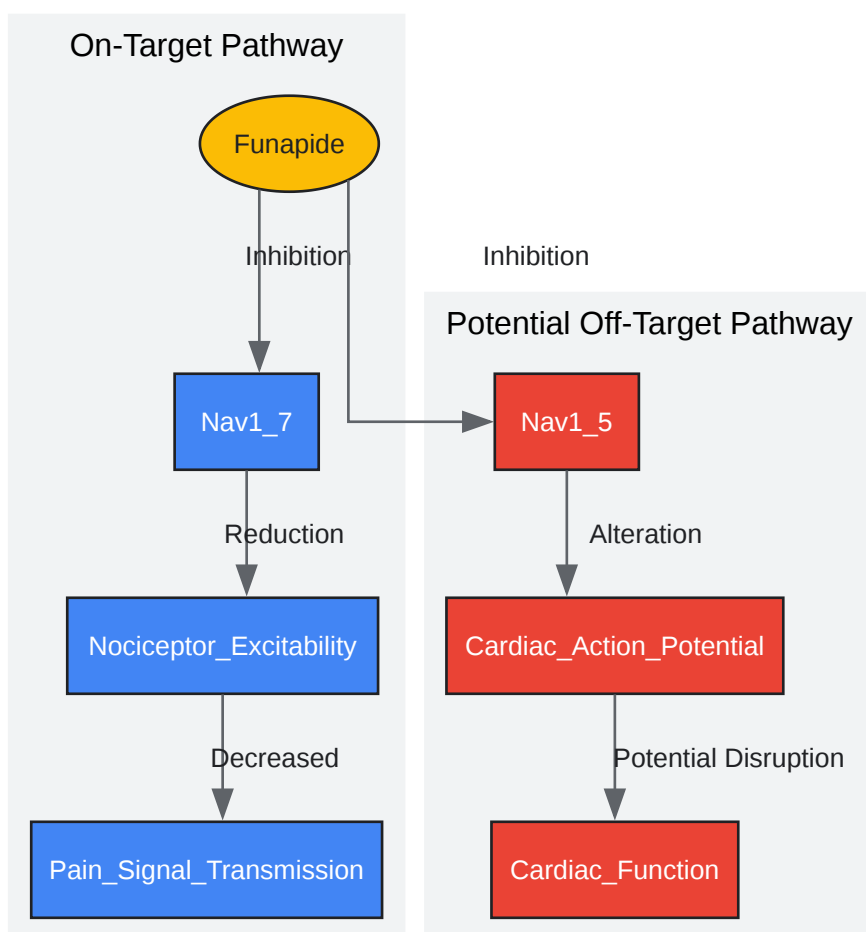 On-Target Pathway
Funapide
Inhibition
Inhibition
Potential Off-Target Pathway
Nav1_7
Nav1_5
Reduction
Alteration
Nociceptor_Excitability
Cardiac_Action_Potential
Decreased
Potential Disruption
Pain_Signal_Transmission
Cardiac_Function